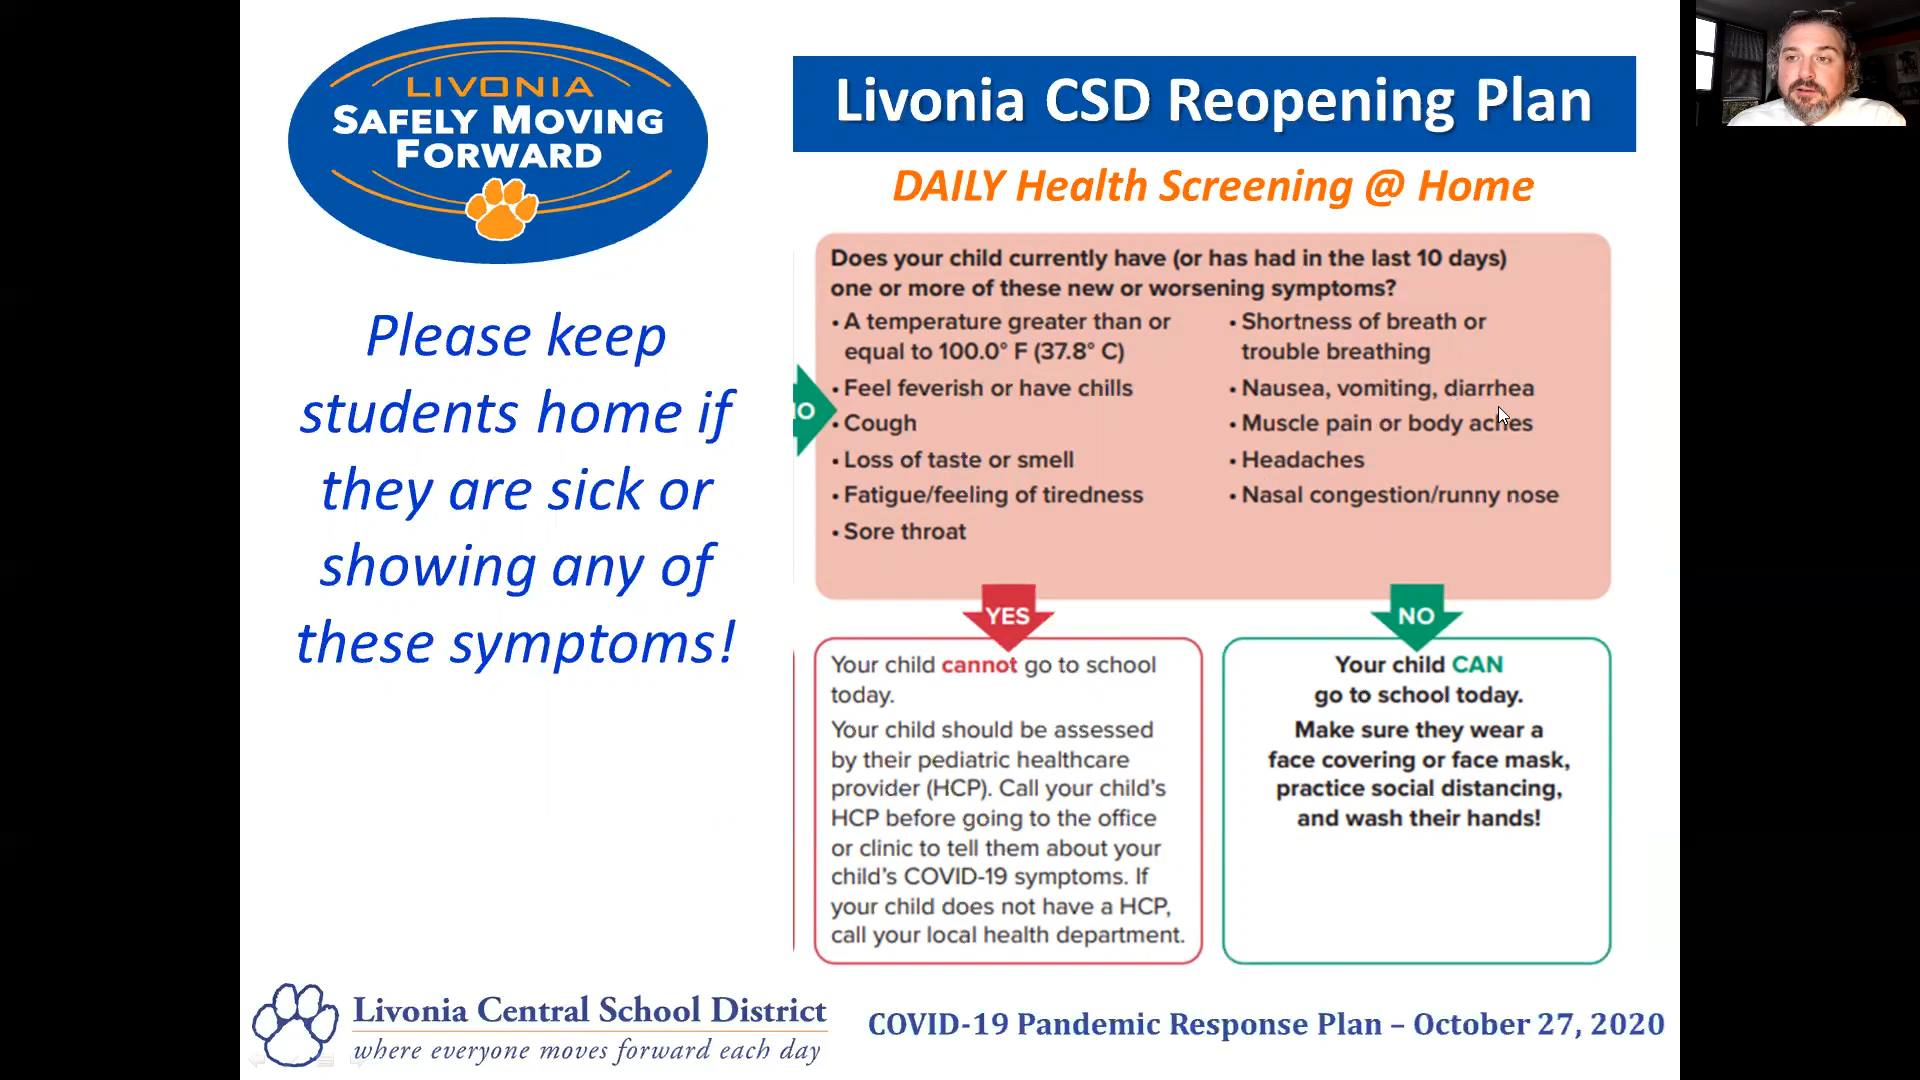 LIVONIA
SAFELY MOVING
FORWARD
Please keep
students home if
they are sick or
showing any of
these symptoms!
Livonia CSD Reopening Plan
DAILY Health Screening @ Home
Does your child currently have (or has had in the last 10 days)
one or more of these new or worsening symptoms?
• A temperature greater than or
equal to 100.0° F (37.8° C)
• Feel feverish or have chills
• Cough
• Loss of taste or smell
• Fatigue/feeling of tiredness
• Sore throat
• Shortness of breath or
trouble breathing
• Nausea, vomiting, diarrhea
• Muscle pain or body aches
• Headaches
• Nasal congestion/runny nose
YES
Your child cannot go to school
today.
Your child should be assessed
by their pediatric healthcare
provider (HCP). Call your child's
HCP before going to the office
or clinic to tell them about your
child's COVID-19 symptoms. If
your child does not have a HCP,
call your local health department.
NO
Your child CAN
go to school today.
Make sure they wear a
face covering or face mask,
practice social distancing,
and wash their hands!
Livonia Central School District
where everyone moves forward each day
COVID-19 Pandemic Response Plan – October 27, 2020